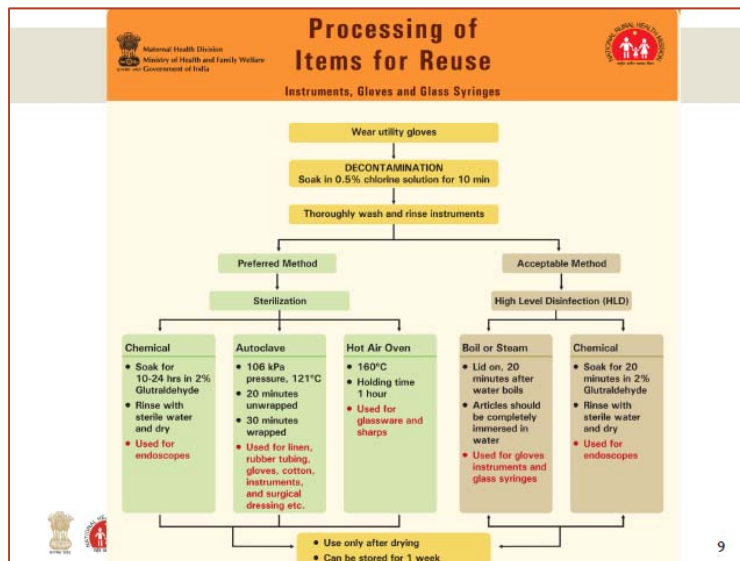 Processing of
Items for Reuse
Maternal Health Division
Ministry of Health and Family Welfare
Government of India
NATIONAL RURAL HEALTH MISSION
Instruments, Gloves and Glass Syringes
Wear utility gloves
DECONTAMINATION
Soak in 0.5% chlorine solution for 10 min
Thoroughly wash and rinse instruments
Preferred Method
Acceptable Method
Sterilization
High Level Disinfection (HLD)
Chemical
• Soak for
10-24 hrs in 2%
Glutraldehyde
• Rinse with
sterile water
and dry
• Used for
endoscopes
Autoclave
• 106 kPa
pressure, 121°C
• 20 minutes
unwrapped
• 30 minutes
wrapped
• Used for linen,
rubber tubing,
gloves, cotton,
instruments,
and surgical
dressing etc.
Hot Air Oven
• 160°C
• Holding time
1 hour
• Used for
glassware and
sharps
Boil or Steam
• Lid on, 20
minutes after
water boils
• Articles should
be completely
immersed in
water
• Used for gloves
instruments and
glass syringes
Chemical
• Soak for 20
minutes in 2%
Glutraldehyde
• Rinse with
sterile water
and dry
• Used for
endoscopes
• Use only after drying
• Can be stored for 1 week
9